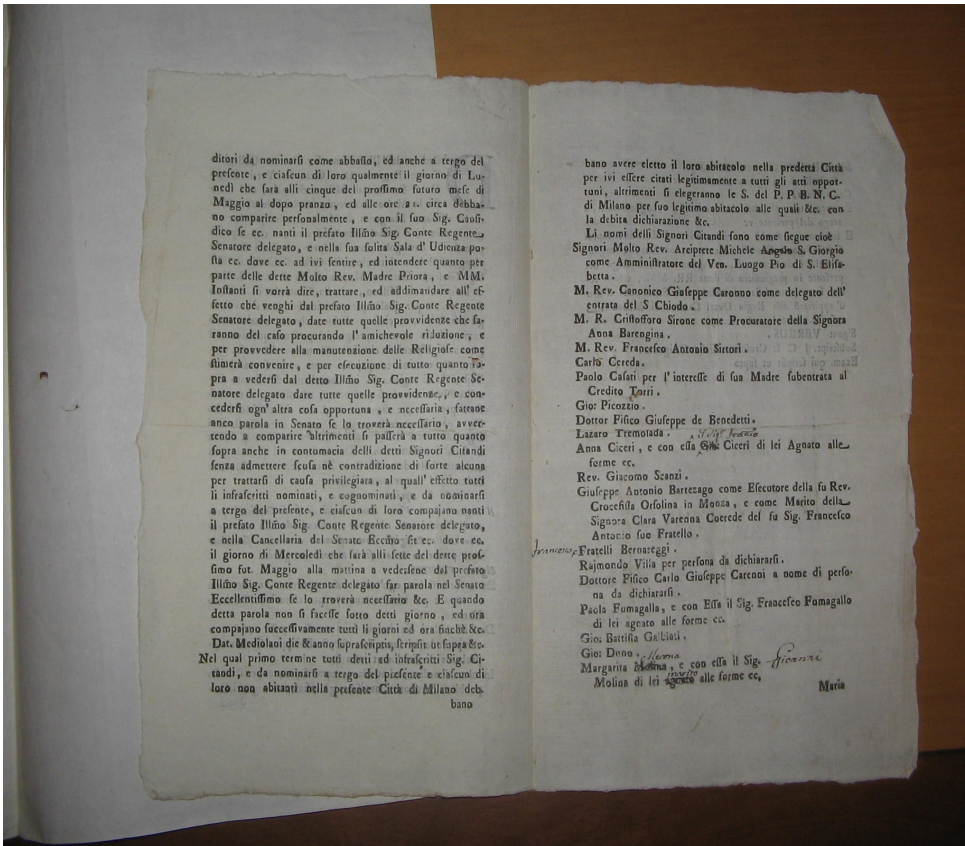 ditori da nominarsi come abbasso, ed anche a tergo del
presente, e ciascun di loro qualmente il giorno di Lu-
nedì che sarà alli cinque del prossimo futuro mese di
Maggio al dopo pranzo, ed alle ore 21. circa debba-
no comparire personalmente, e con il suo Sig. Causi-
dico se ec. nanti il prefato Illmo Sig. Conte Regente
Senatore delegato, e nella sua solita Sala d'Udienza po-
sta ec. dove ec. ad ivi sentire, ed intendere quanto per
parte delle dette Molto Rev. Madre Priora, e MM.
Instanti si vorrà dire, trattare, ed addimandare all'ef-
fetto che venghi dal prefato Illmo Sig. Conte Regente
Senatore delegato, date tutte quelle provvidenze che sa-
ranno del caso procurando l'amichevole riduzione, e
per provvedere alla manutenzione delle Religiose come
stimerà convenire, e per esecuzione di tutto quanto so-
pra a vedersi dal detto Illmo Sig. Conte Regente Se-
natore delegato dare tutte quelle provvidenze, e con-
cedersi ogn'altra cosa opportuna, e necessaria, fattane
anco parola in Senato se lo troverà necessario, avver-
tendo a comparire altrimenti si passerà a tutto quanto
sopra anche in contumacia delli detti Signori Citandi
senza admettere scusa nè contradizione di sorte alcuna
per trattarsi di causa privilegiata, al quall'effetto tutti
li infrascritti nominati, e cognominati, e da nominarsi
a tergo del presente, e ciascun di loro compajano nanti
il prefato Illmo Sig. Conte Regente Senatore delegato,
e nella Cancellaria del Senato Eccmo sit ec. dove ec.
il giorno di Mercoledì che sarà alli sette del dette pros-
simo fut. Maggio alla mattina a vedersene dal prefato
Illmo Sig. Conte Regente delegato far parola nel Senato
Eccellentissimo se lo troverà necessario &c. E quando
detta parola non si facesse sotto detti giorno, ed ora
compajano successivamente tutti li giorni ed ora finchè &c.
Dat. Mediolani die & anno suprascriptis, scripsit ut supra &c.
Nel qual primo termine tutti detti ed infrascritti Sig. Ci-
tandi, e da nominarsi a tergo del presente e ciascun di
loro non abitanti nella presente Città di Milano deb-
bano
bano avere eletto il loro abitacolo nella predetta Città
per ivi essere citati legitimamente a tutti gli atti oppor-
tuni, altrimenti si elegeranno le S. del P. P. B. N. C.
di Milano per suo legitimo abitacolo alle quali &c. con
la debita dichiarazione &c.
Li nomi delli Signori Citandi sono come siegue cioè
Signori Molto Rev. Arciprete Michele Angelo S. Giorgio
come Amministratore del Ven. Luogo Pio di S. Elisa-
betta.
M. Rev. Canonico Giuseppe Caronno come delegato dell'
entrata del S Chiodo.
M. R. Cristofforo Sirone come Procuratore della Signora
Anna Barengina.
M. Rev. Francesco Antonio Sirtori.
Carlo Cereda.
Paolo Casati per l'interesse di sua Madre subentrata al
Credito Torri.
Gio: Picozzio.
Dottor Fisico Giuseppe de Benedetti.
Lazaro Tremolada.
il Sigr
Anna Ciceri, e con essa Gio: Ciceri di lei Agnato alle
forme ec.
Rev. Giacomo Scanzi.
Giuseppe Antonio Bartezago come Esecutore della fu Rev.
Crocefissa Orsolina in Monza, e come Marito della
Signora Clara Varenna Coerede del fu Sig. Francesco
Antonio suo Fratello.
Francesco, Fratelli Bernareggi.
Rajmondo Villa per persona da dichiararsi.
Dottore Fisico Carlo Giuseppe Carenni a nome di perso-
na da dichiararsi.
Paola Fumagalla, e con Essa il Sig. Francesco Fumagallo
di lei agnato alle forme ec.
Gio: Battista Galbiati.
Gio: Dono.
Merona
Margarita Molina, e con essa il Sig. Gioanni
marito
Molina di lei agnato alle forme ec.
Maria